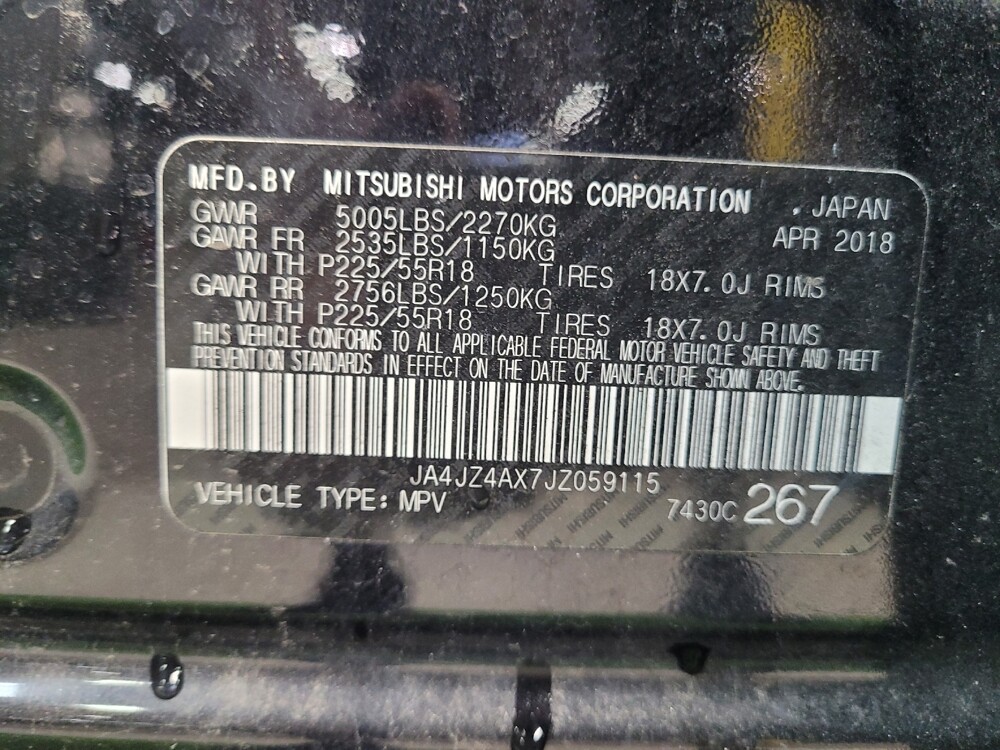 MFD.BY MITSUBISHI MOTORS CORPORATION . JAPAN
GVWR 5005LBS/2270KG APR 2018
GAWR FR 2535LBS/1150KG
WITH P225/55R18 TIRES 18X7.0J RIMS
GAWR RR 2756LBS/1250KG
WITH P225/55R18 TIRES 18X7.0J RIMS
THIS VEHICLE CONFORMS TO ALL APPLICABLE FEDERAL MOTOR VEHICLE SAFETY AND THEFT
PREVENTION STANDARDS IN EFFECT ON THE DATE OF MANUFACTURE SHOWN ABOVE.
JA4JZ4AX7JZ059115
VEHICLE TYPE: MPV 7430C 267